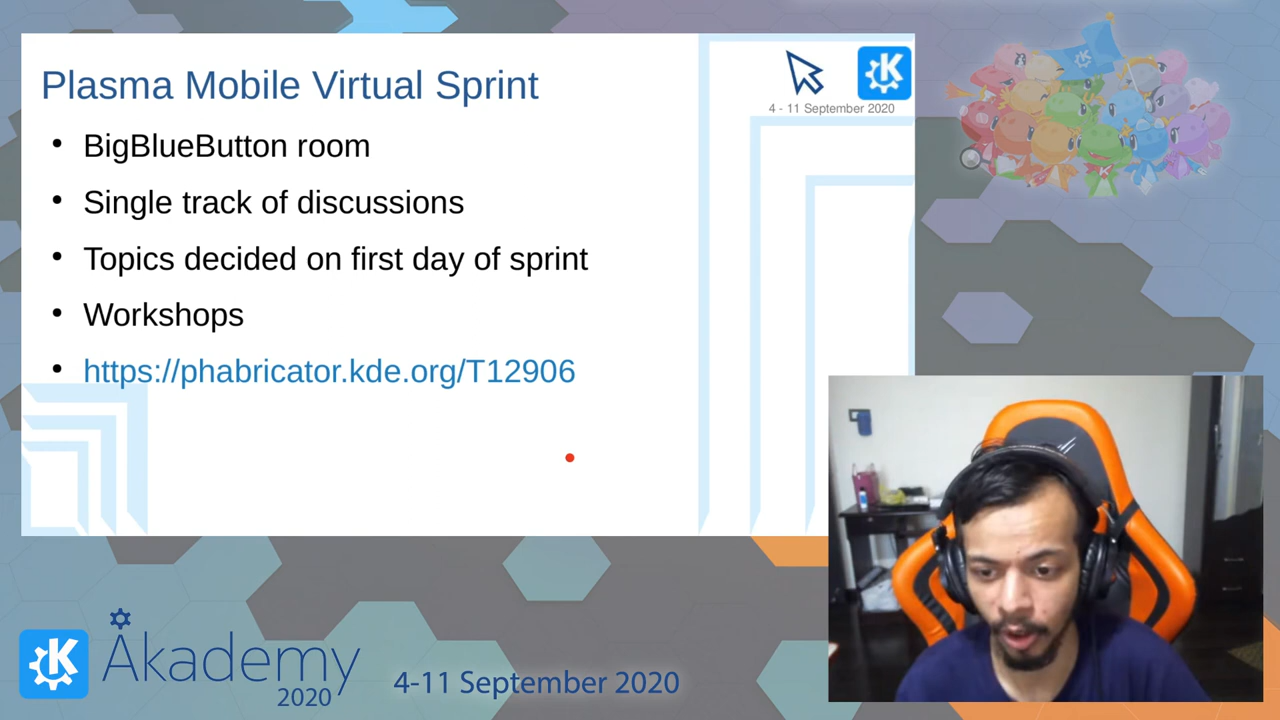 Plasma Mobile Virtual Sprint
4 - 11 September 2020
• BigBlueButton room
• Single track of discussions
• Topics decided on first day of sprint
• Workshops
• https://phabricator.kde.org/T12906
Akademy
2020
4-11 September 2020